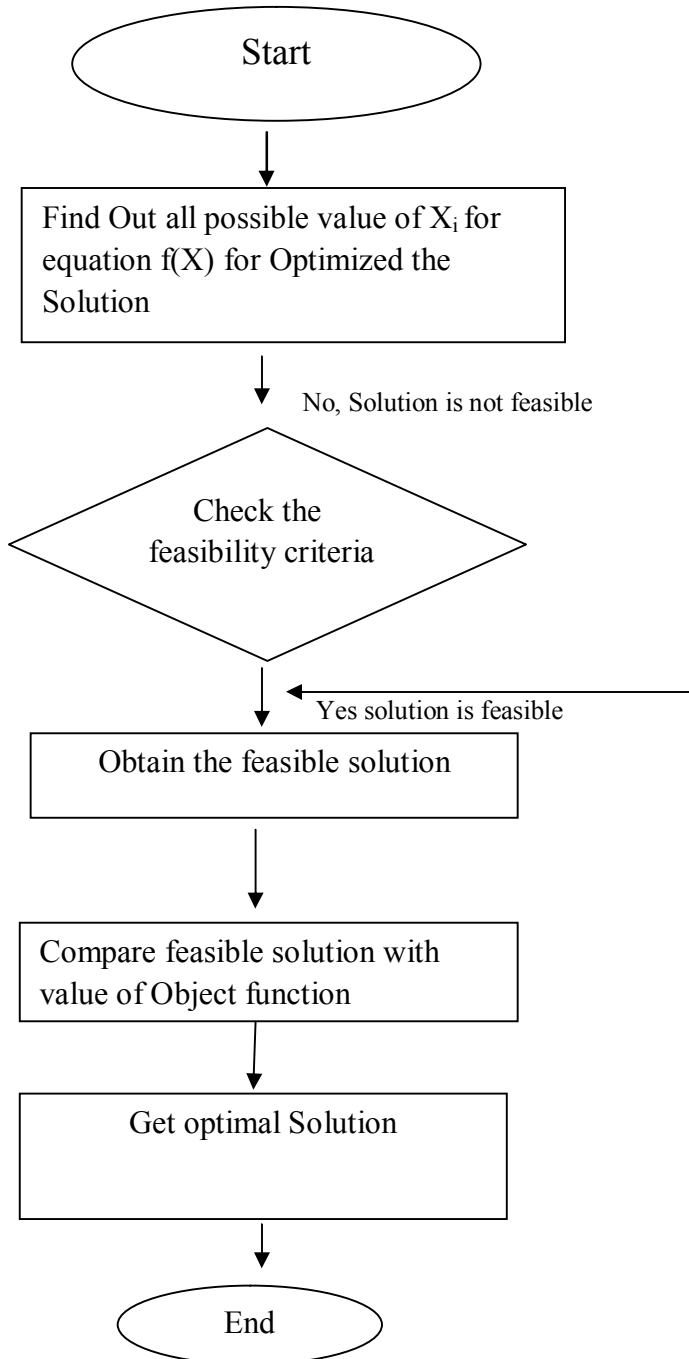 Start
Find Out all possible value of Xi for
equation f(X) for Optimized the
Solution
No, Solution is not feasible
Check the
feasibility criteria
Yes solution is feasible
Obtain the feasible solution
Compare feasible solution with
value of Object function
Get optimal Solution
End